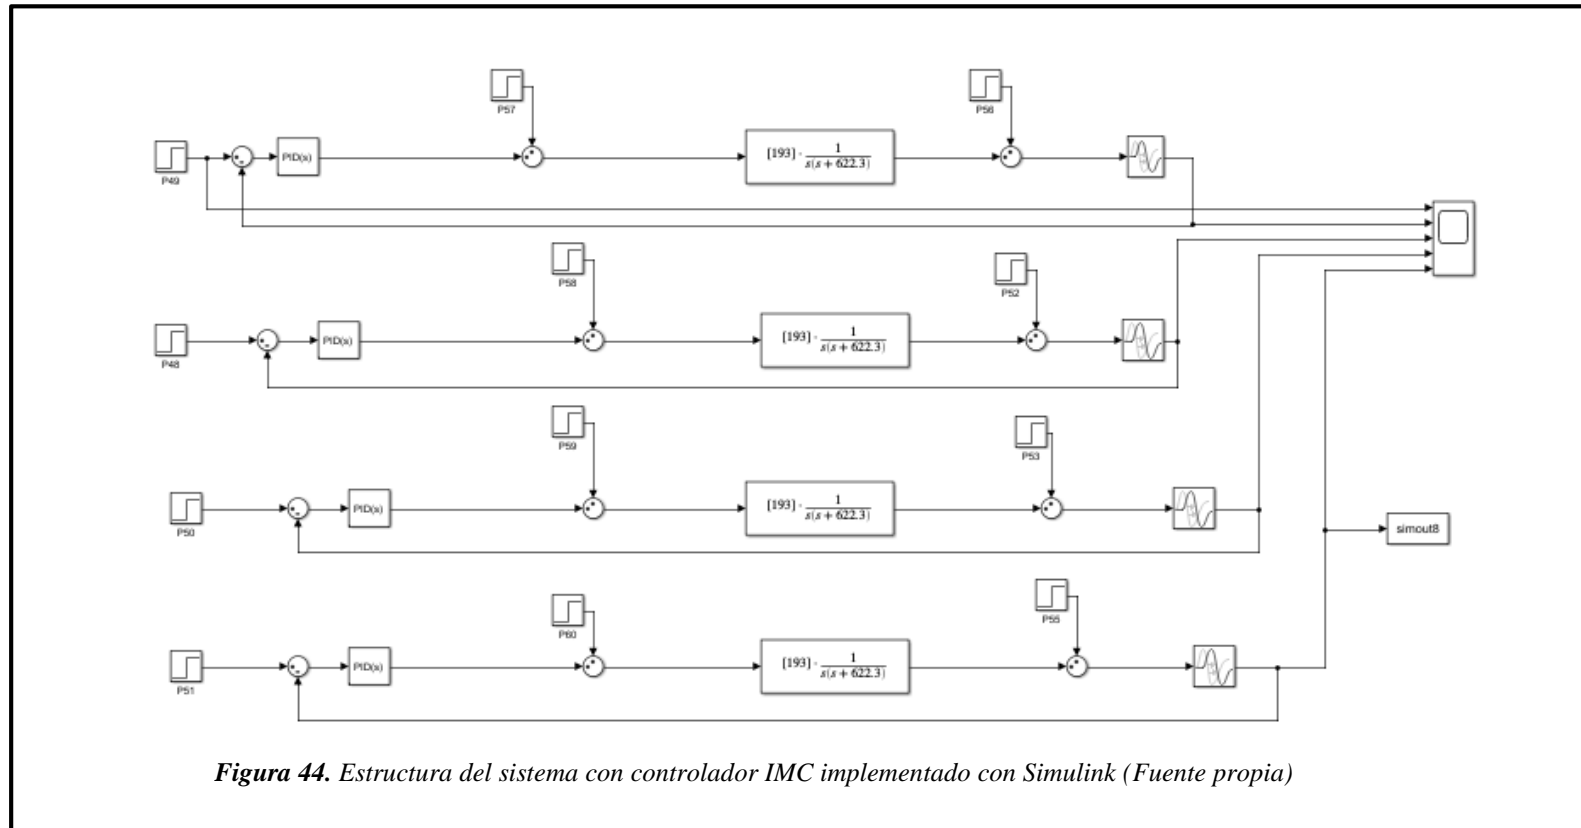 P57
P56
P49
PID(s)
[193] · 1
s(s + 622.3)
P58
P52
P48
PID(s)
[193] · 1
s(s + 622.3)
P59
P53
P50
PID(s)
[193] · 1
s(s + 622.3)
simout8
P60
P55
P51
PID(s)
[193] · 1
s(s + 622.3)
Figura 44. Estructura del sistema con controlador IMC implementado con Simulink (Fuente propia)